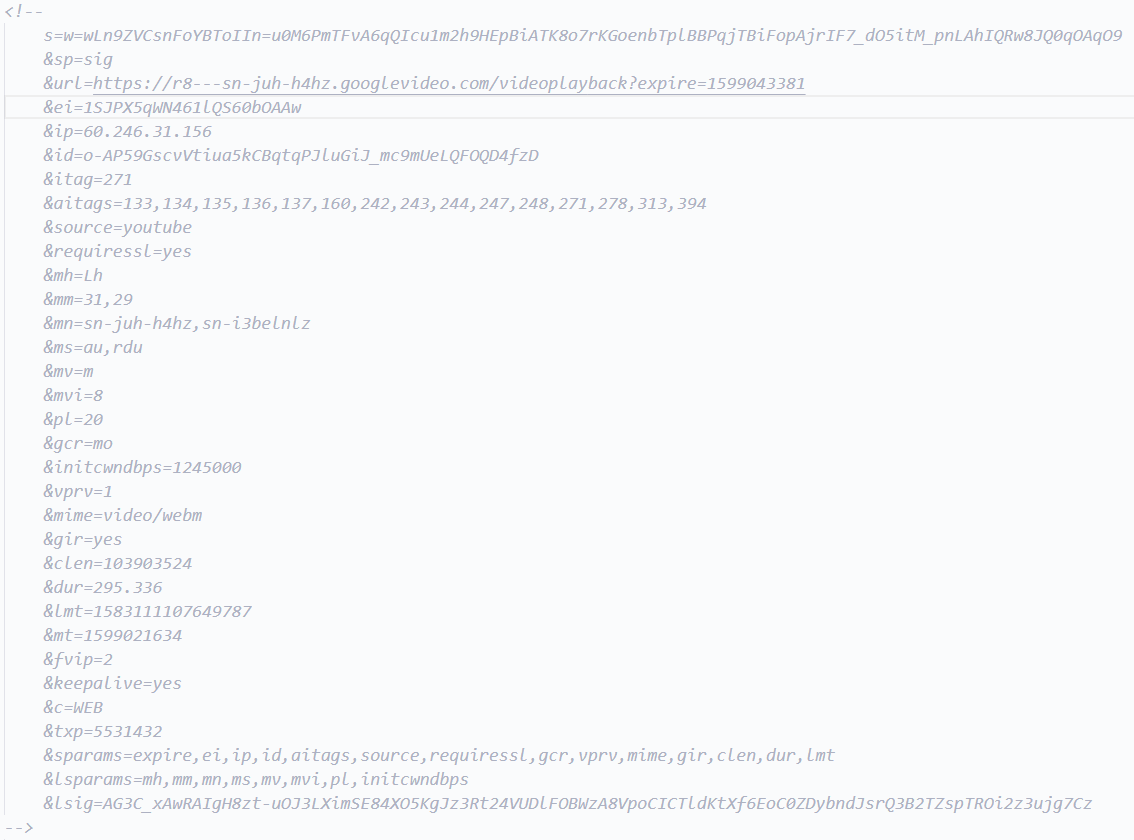 <!--
s=w=wLn9ZVCsnFoYBToIIn=u0M6PmTFvA6qQIcu1m2h9HEpBiATK8o7rKGoenbTplBBPqjTBiFopAjrIF7_dO5itM_pnLAhIQRw8JQ0qOAqO9
&sp=sig
&url=https://r8---sn-juh-h4hz.googlevideo.com/videoplayback?expire=1599043381
&ei=1SJPX5qWN461lQS60bOAAw
&ip=60.246.31.156
&id=o-AP59GscvVtiua5kCBqtqPJluGiJ_mc9mUeLQFOQD4fzD
&itag=271
&aitags=133,134,135,136,137,160,242,243,244,247,248,271,278,313,394
&source=youtube
&requiressl=yes
&mh=Lh
&mm=31,29
&mn=sn-juh-h4hz,sn-i3belnlz
&ms=au,rdu
&mv=m
&mvi=8
&pl=20
&gcr=mo
&initcwndbps=1245000
&vprv=1
&mime=video/webm
&gir=yes
&clen=103903524
&dur=295.336
&lmt=1583111107649787
&mt=1599021634
&fvip=2
&keepalive=yes
&c=WEB
&txp=5531432
&sparams=expire,ei,ip,id,aitags,source,requiressl,gcr,vprv,mime,gir,clen,dur,lmt
&lsparams=mh,mm,mn,ms,mv,mvi,pl,initcwndbps
&lsig=AG3C_xAwRAIgH8zt-uOJ3LXimSE84XO5KgJz3Rt24VUDlFOBWzA8VpoCICTldKtXf6EoC0ZDybndJsrQ3B2TZspTROi2z3ujg7Cz
-->